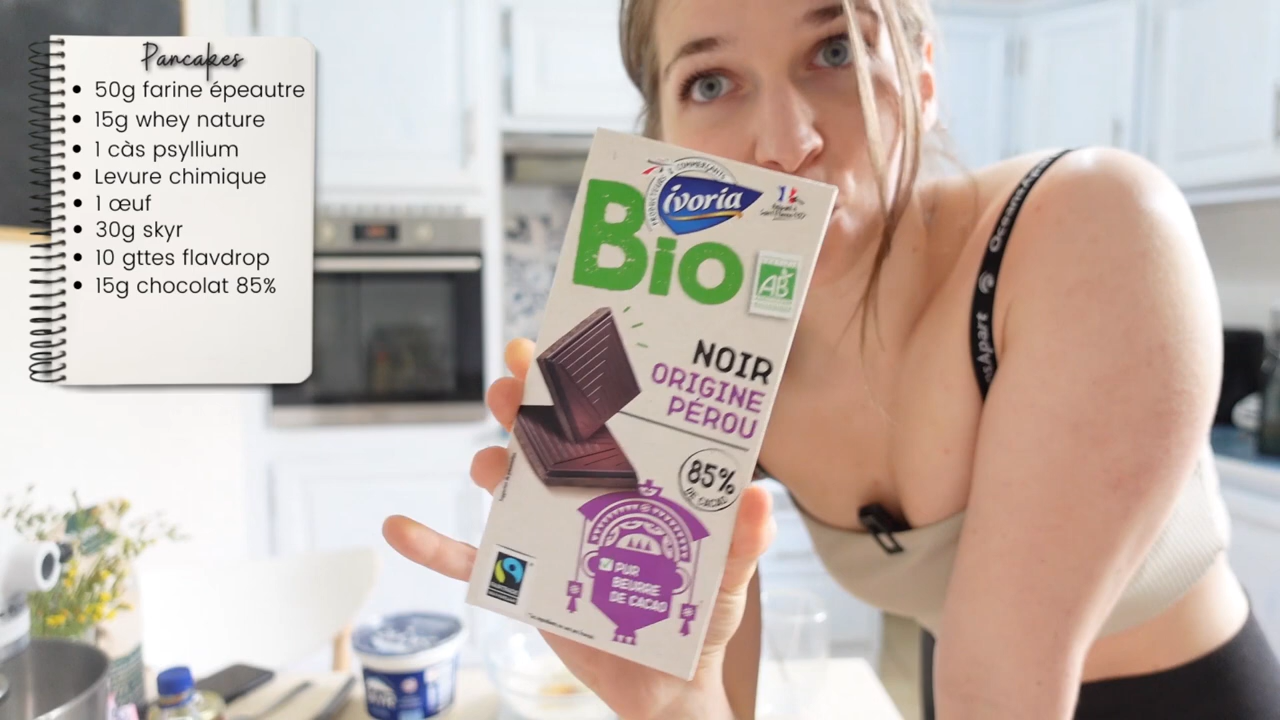 Pancakes
50g farine épeautre
15g whey nature
1 càs psyllium
Levure chimique
1 œuf
30g skyr
10 gttes flavdrop
15g chocolat 85%
ivoria
Bio
AB
NOIR
ORIGINE
PÉROU
85%
DE CACAO
PUR
BEURRE
DE CACAO